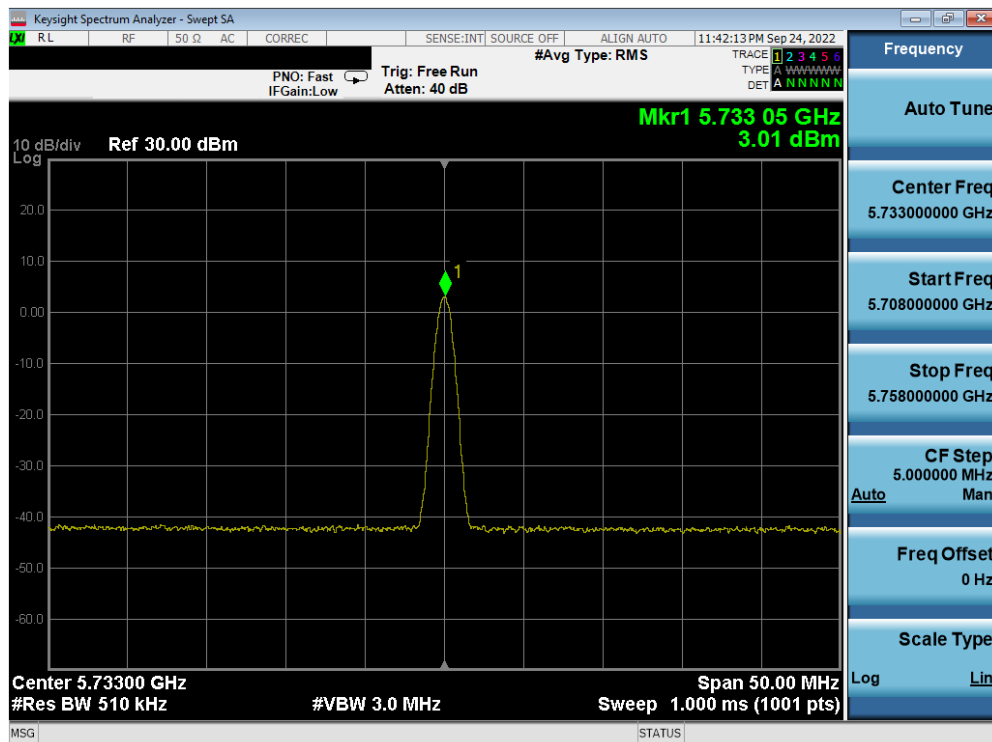 Keysight Spectrum Analyzer - Swept SA
LXI RL RF 50 Ω AC CORREC SENSE:INT SOURCE OFF ALIGN AUTO 11:42:13 PM Sep 24, 2022
#Avg Type: RMS
TRACE 1 2 3 4 5 6
TYPE A WWWWW
DET A N N N N N
PNO: Fast
IFGain:Low
Trig: Free Run
Atten: 40 dB
Mkr1 5.733 05 GHz
3.01 dBm
10 dB/div
Log
Ref 30.00 dBm
20.0
10.0
0.00
-10.0
-20.0
-30.0
-40.0
-50.0
-60.0
1
Center 5.73300 GHz
Span 50.00 MHz
#Res BW 510 kHz
#VBW 3.0 MHz
Sweep 1.000 ms (1001 pts)
MSG
STATUS
Frequency
Auto Tune
Center Freq
5.733000000 GHz
Start Freq
5.708000000 GHz
Stop Freq
5.758000000 GHz
CF Step
5.000000 MHz
Auto Man
Freq Offset
0 Hz
Scale Type
Log Lin